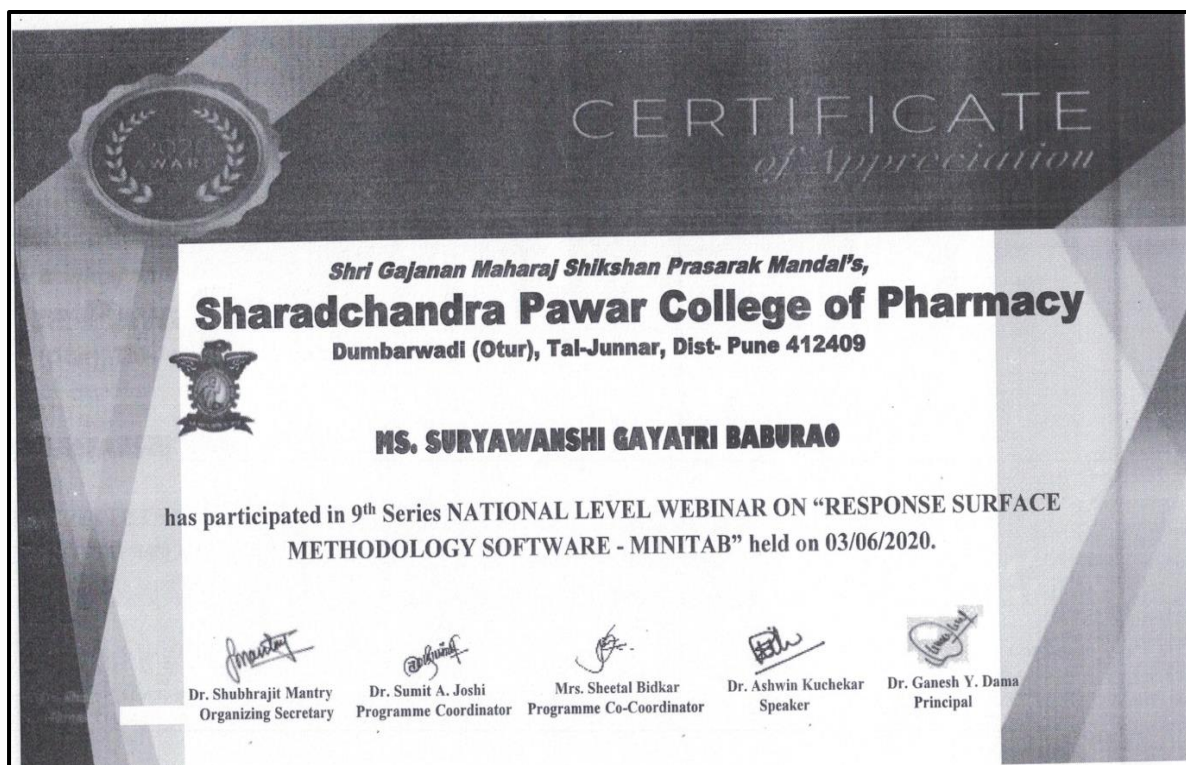 AWARD
CERTIFICATE
of Appreciation
Shri Gajanan Maharaj Shikshan Prasarak Mandal's,
Sharadchandra Pawar College of Pharmacy
Dumbarwadi (Otur), Tal-Junnar, Dist- Pune 412409
MS. SURYAWANSHI GAYATRI BABURAO
has participated in 9th Series NATIONAL LEVEL WEBINAR ON “RESPONSE SURFACE
METHODOLOGY SOFTWARE - MINITAB” held on 03/06/2020.
Dr. Shubhrajit Mantry Dr. Sumit A. Joshi Mrs. Sheetal Bidkar Dr. Ashwin Kuchekar Dr. Ganesh Y. Dama
Organizing Secretary Programme Coordinator Programme Co-Coordinator Speaker Principal